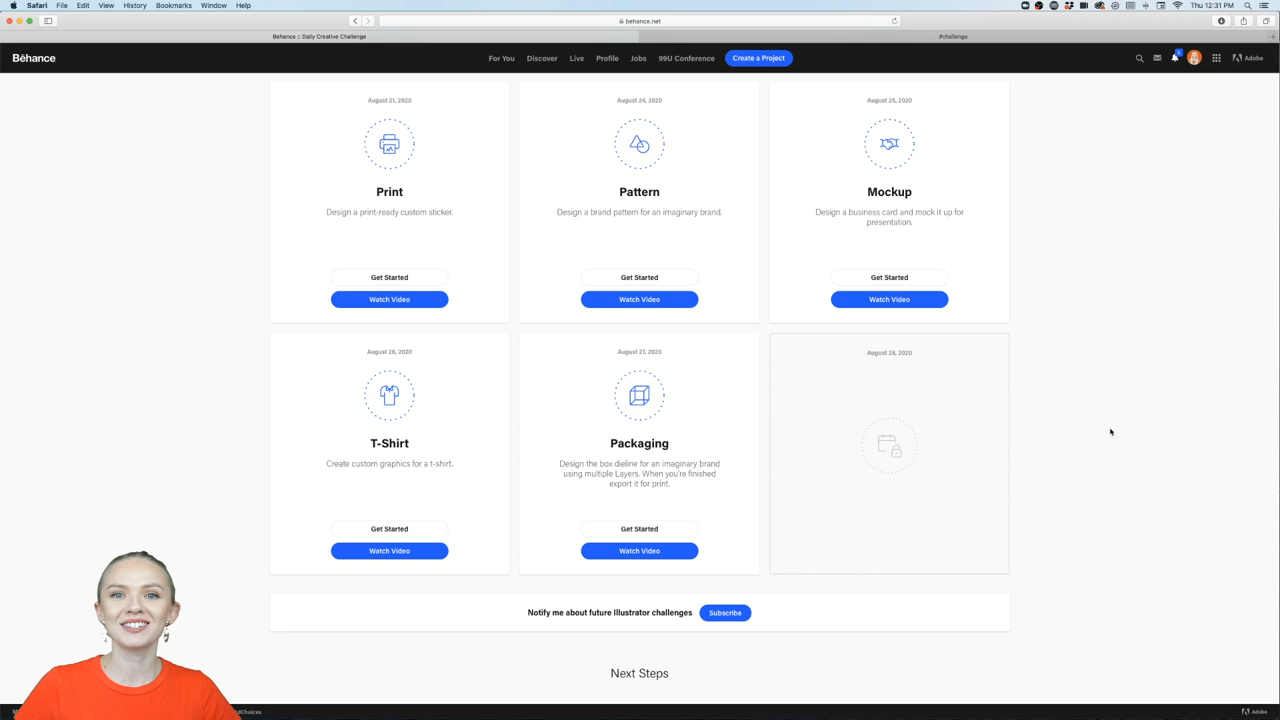 Safari File Edit View History Bookmarks Window Help
Thu 12:31 PM
behance.net
Behance :: Daily Creative Challenge
#challenge
Bēhance
For You Discover Live Profile Jobs 99U Conference Create a Project
Adobe
August 21, 2020
Print
Design a print-ready custom sticker.
Get Started
Watch Video
August 24, 2020
Pattern
Design a brand pattern for an imaginary brand.
Get Started
Watch Video
August 25, 2020
Mockup
Design a business card and mock it up for
presentation.
Get Started
Watch Video
August 26, 2020
T-Shirt
Create custom graphics for a t-shirt.
Get Started
Watch Video
August 27, 2020
Packaging
Design the box dieline for an imaginary brand
using multiple Layers. When you're finished
export it for print.
Get Started
Watch Video
August 28, 2020
Notify me about future Illustrator challenges Subscribe
Next Steps
Adobe